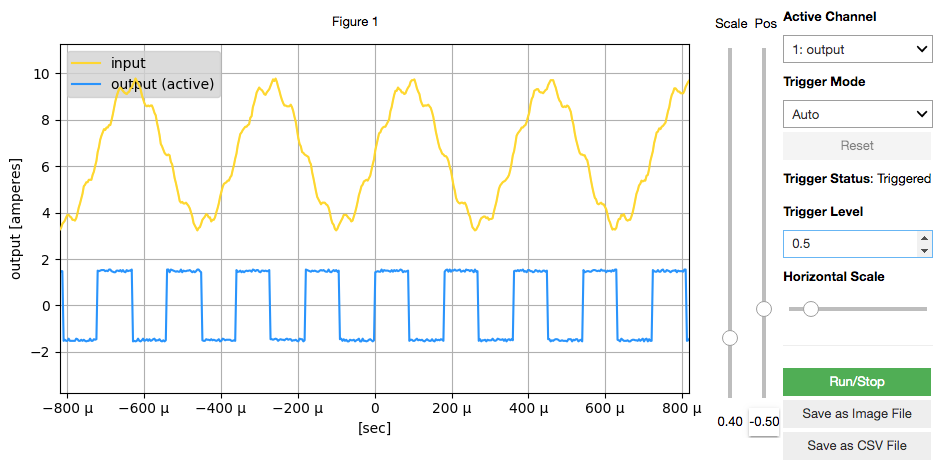 Figure 1
input
output (active)
10
8
6
4
2
0
−2
output [amperes]
−800 μ
−600 μ
−400 μ
−200 μ
0
200 μ
400 μ
600 μ
800 μ
[sec]
Scale
Pos
0.40
-0.50
Active Channel
1: output
Trigger Mode
Auto
Reset
Trigger Status: Triggered
Trigger Level
0.5
Horizontal Scale
Run/Stop
Save as Image File
Save as CSV File